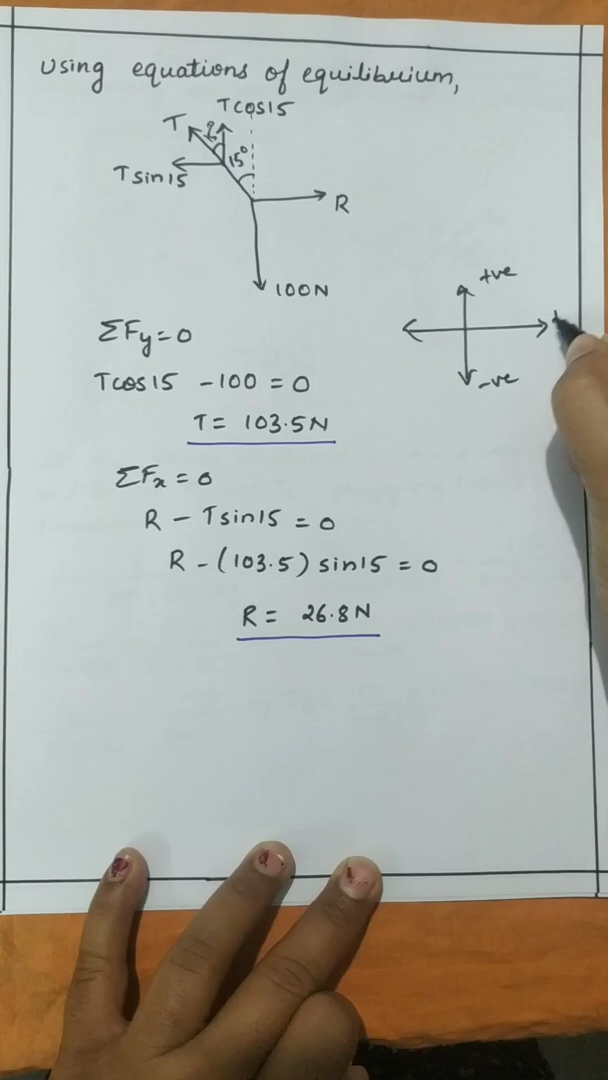 Using equations of equilibrium,
Tcos15
T
15°
Tsin15
R
100N
+ve
-ve
ΣFy=0
Tcos15 -100 = 0
T= 103.5N
ΣFx = 0
R - Tsin15 = 0
R - (103.5) sin15 = 0
R= 26.8N